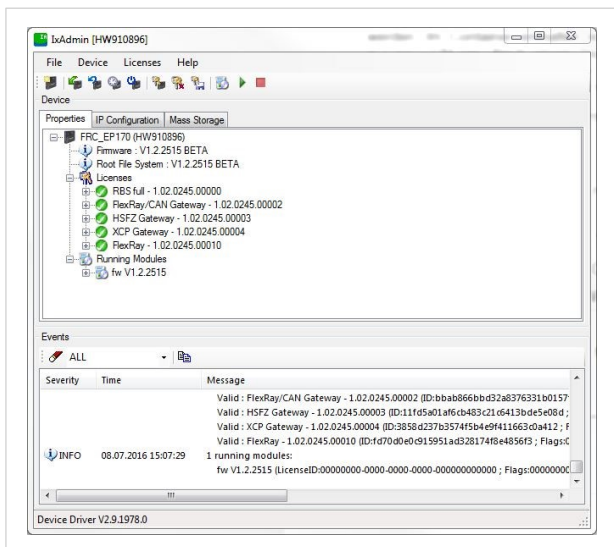 IxAdmin [HW910896]
File Device Licenses Help
Device
Properties IP Configuration Mass Storage
FRC_EP170 (HW910896)
Firmware : V1.2.2515 BETA
Root File System : V1.2.2515 BETA
Licenses
RBS full - 1.02.0245.00000
FlexRay/CAN Gateway - 1.02.0245.00002
HSFZ Gateway - 1.02.0245.00003
XCP Gateway - 1.02.0245.00004
FlexRay - 1.02.0245.00010
Running Modules
fw V1.2.2515
Events
ALL
Severity Time Message
Valid : FlexRay/CAN Gateway - 1.02.0245.00002 (ID:bbab866bbd32a8376331b0157
Valid : HSFZ Gateway - 1.02.0245.00003 (ID:11fd5a01af6cb483c21c6413bde5e08d ;
Valid : XCP Gateway - 1.02.0245.00004 (ID:3858d237b3574f5b4e9f411663c0a412 ; F
Valid : FlexRay - 1.02.0245.00010 (ID:fd70d0e0c915951ad328174f8e4856f3 ; Flags:0
INFO 08.07.2016 15:07:29 1 running modules:
fw V1.2.2515 (LicenseID:00000000-0000-0000-0000-000000000000 ; Flags:00000000
Device Driver V2.9.1978.0